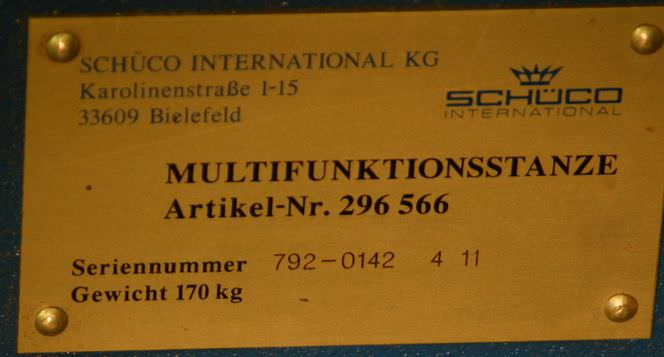 SCHÜCO INTERNATIONAL KG
Karolinenstraße 1-15
33609 Bielefeld
SCHÜCO
INTERNATIONAL
MULTIFUNKTIONSSTANZE
Artikel-Nr. 296 566
Seriennummer 792-0142 4 11
Gewicht 170 kg